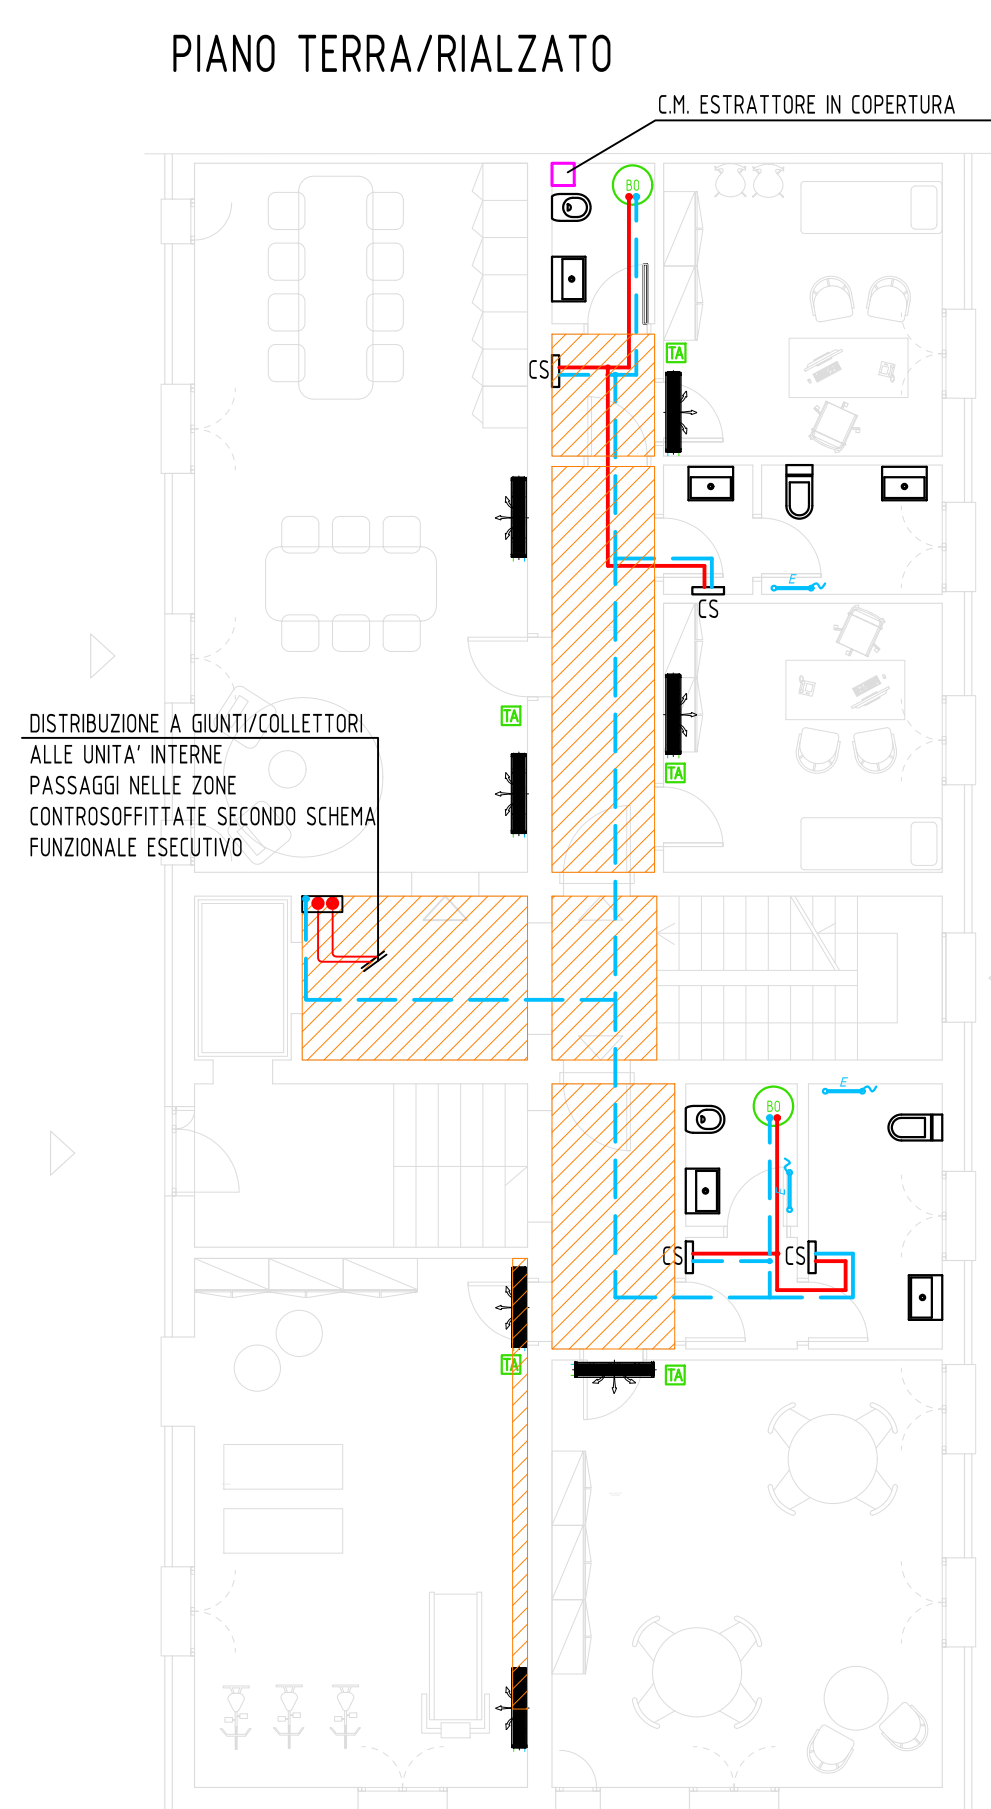 PIANO TERRA/RIALZATO
C.M. ESTRATTORE IN COPERTURA
BO
TA
CS
E
CS
TA
TA
DISTRIBUZIONE A GIUNTI/COLLETTORI
ALLE UNITA' INTERNE
PASSAGGI NELLE ZONE
CONTROSOFFITTATE SECONDO SCHEMA
FUNZIONALE ESECUTIVO
E
BO
E
CS
CS
TA
TA